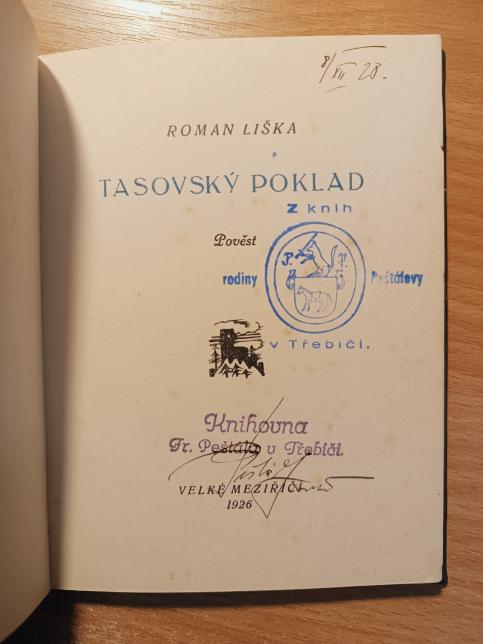 8/XII 28.
ROMAN LIŠKA
TASOVSKÝ POKLAD
Z knih
Pověst
P. P.
rodiny Peštálovy
v Třebíči.
Knihovna
Fr. Peštála v Třebíči.
VELKÉ MEZIŘÍČÍ
1926